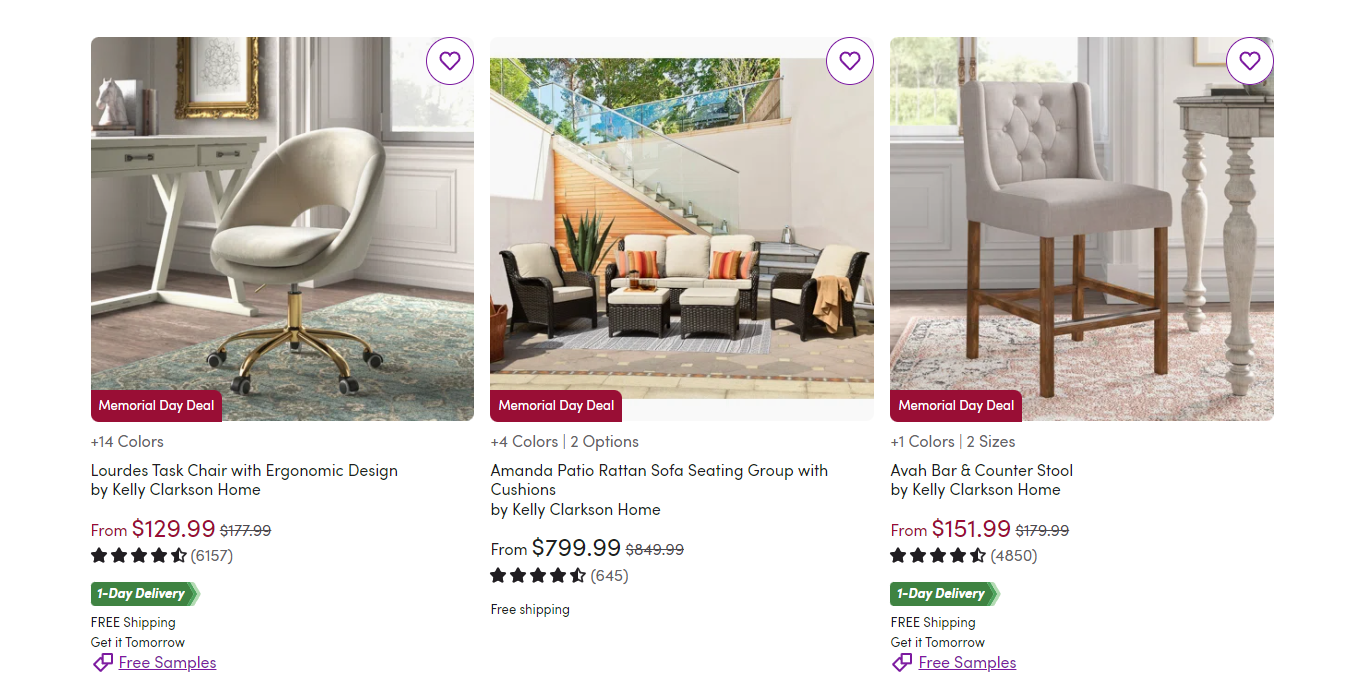 Memorial Day Deal
+14 Colors
Lourdes Task Chair with Ergonomic Design
by Kelly Clarkson Home
From $129.99 $177.99
(6157)
1-Day Delivery
FREE Shipping
Get it Tomorrow
Free Samples
Memorial Day Deal
+4 Colors | 2 Options
Amanda Patio Rattan Sofa Seating Group with
Cushions
by Kelly Clarkson Home
From $799.99 $849.99
(645)
Free shipping
Memorial Day Deal
+1 Colors | 2 Sizes
Avah Bar & Counter Stool
by Kelly Clarkson Home
From $151.99 $179.99
(4850)
1-Day Delivery
FREE Shipping
Get it Tomorrow
Free Samples